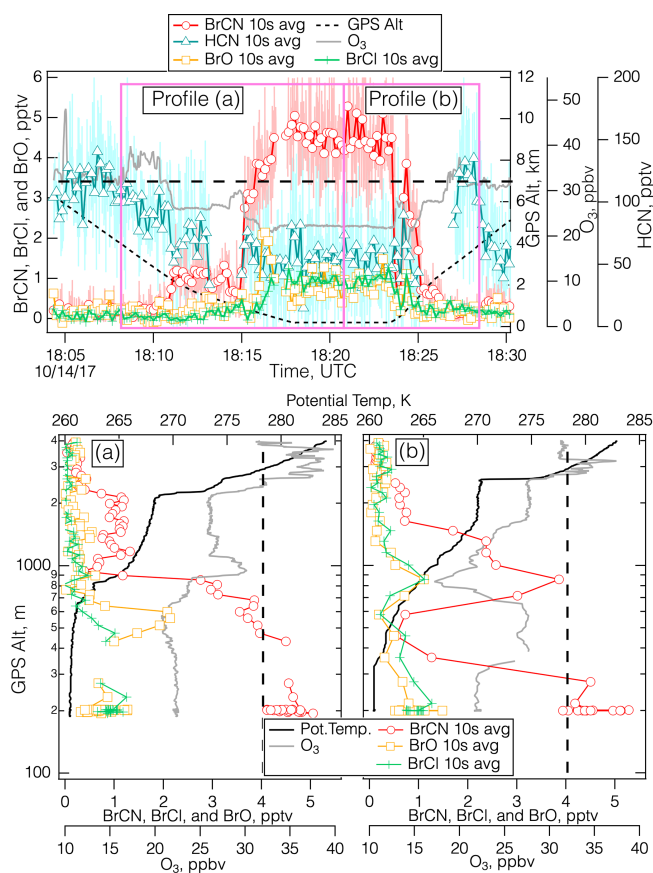 BrCN 10s avg
GPS Alt
HCN 10s avg
O3
BrO 10s avg
BrCl 10s avg
Profile (a)
Profile (b)
BrCN, BrCl, and BrO, pptv
6
5
4
3
2
1
0
GPS Alt, km
12
10
8
6
4
2
0
O3, ppbv
50
40
30
20
10
0
HCN, pptv
200
150
100
50
0
18:05
18:10
18:15
18:20
18:25
18:30
10/14/17
Time, UTC
Potential Temp, K
260
265
270
275
280
285
260
265
270
275
280
285
(a)
(b)
GPS Alt, m
4
3
2
1000
9
8
7
6
5
4
3
2
100
Pot.Temp.
O3
BrCN 10s avg
BrO 10s avg
BrCl 10s avg
0 1 2 3 4 5
0 1 2 3 4 5
BrCN, BrCl, and BrO, pptv
BrCN, BrCl, and BrO, pptv
10 15 20 25 30 35 40
10 15 20 25 30 35 40
O3, ppbv
O3, ppbv